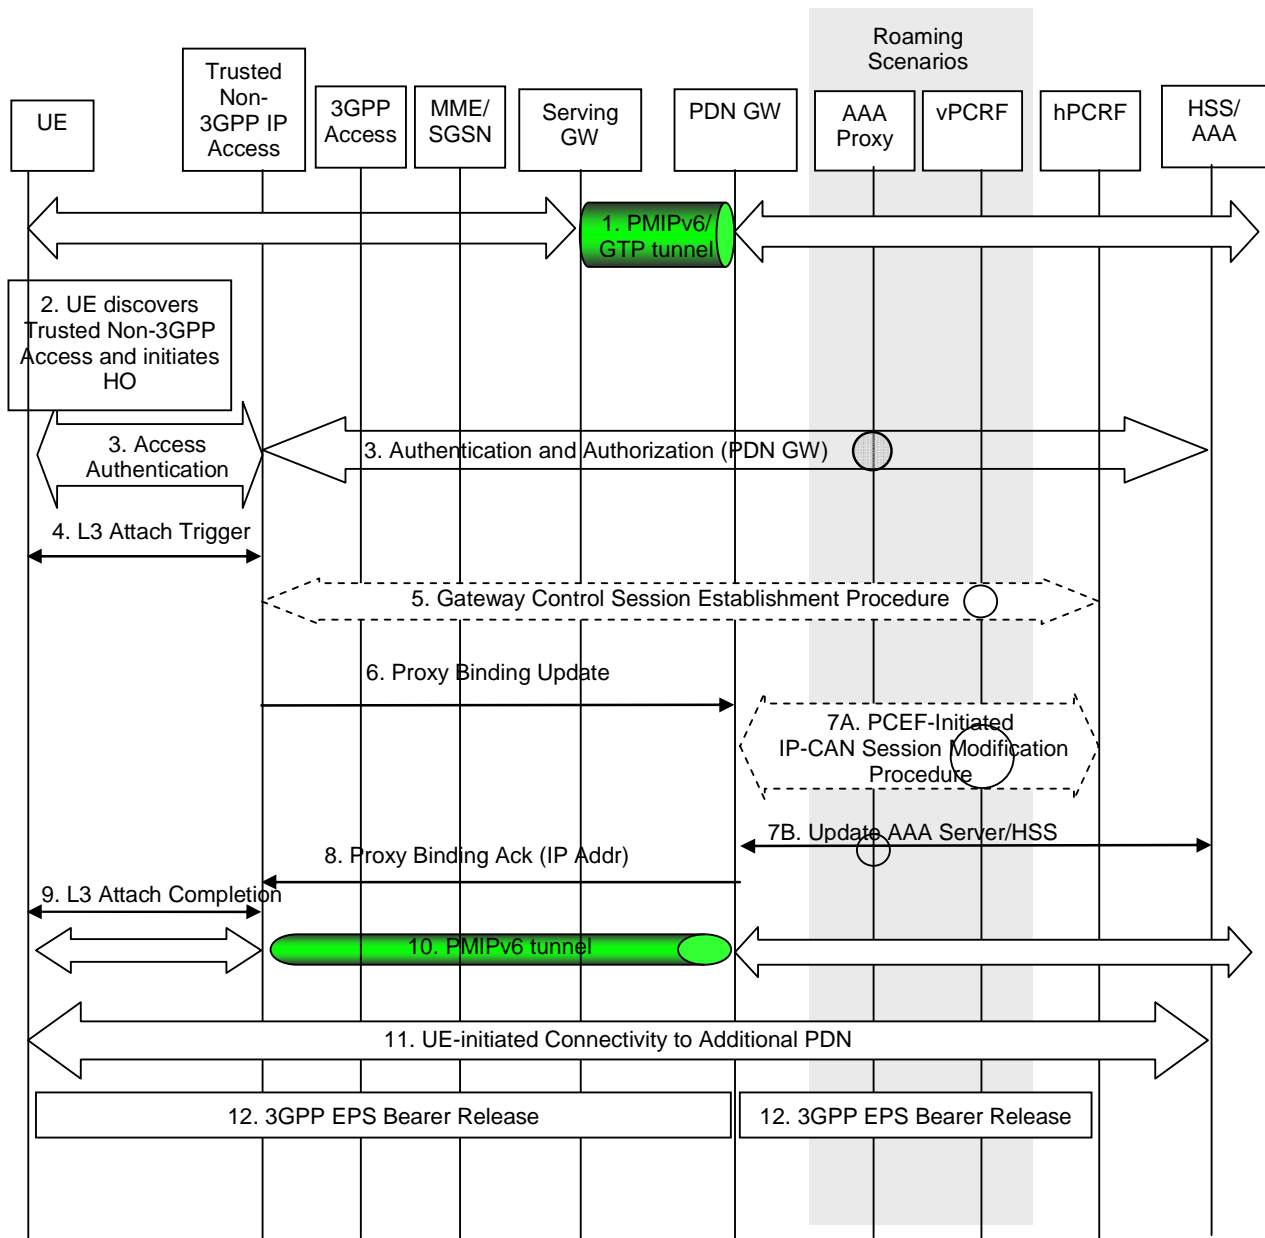 Roaming
Scenarios
UE
Trusted
Non-
3GPP IP
Access
3GPP
Access
MME/
SGSN
Serving
GW
PDN GW
AAA
Proxy
vPCRF
hPCRF
HSS/
AAA
1. PMIPv6/
GTP tunnel
2. UE discovers
Trusted Non-3GPP
Access and initiates
HO
3. Access
Authentication
3. Authentication and Authorization (PDN GW)
4. L3 Attach Trigger
5. Gateway Control Session Establishment Procedure
6. Proxy Binding Update
7A. PCEF-Initiated
IP-CAN Session Modification
Procedure
7B. Update AAA Server/HSS
8. Proxy Binding Ack (IP Addr)
9. L3 Attach Completion
10. PMIPv6 tunnel
11. UE-initiated Connectivity to Additional PDN
12. 3GPP EPS Bearer Release
12. 3GPP EPS Bearer Release